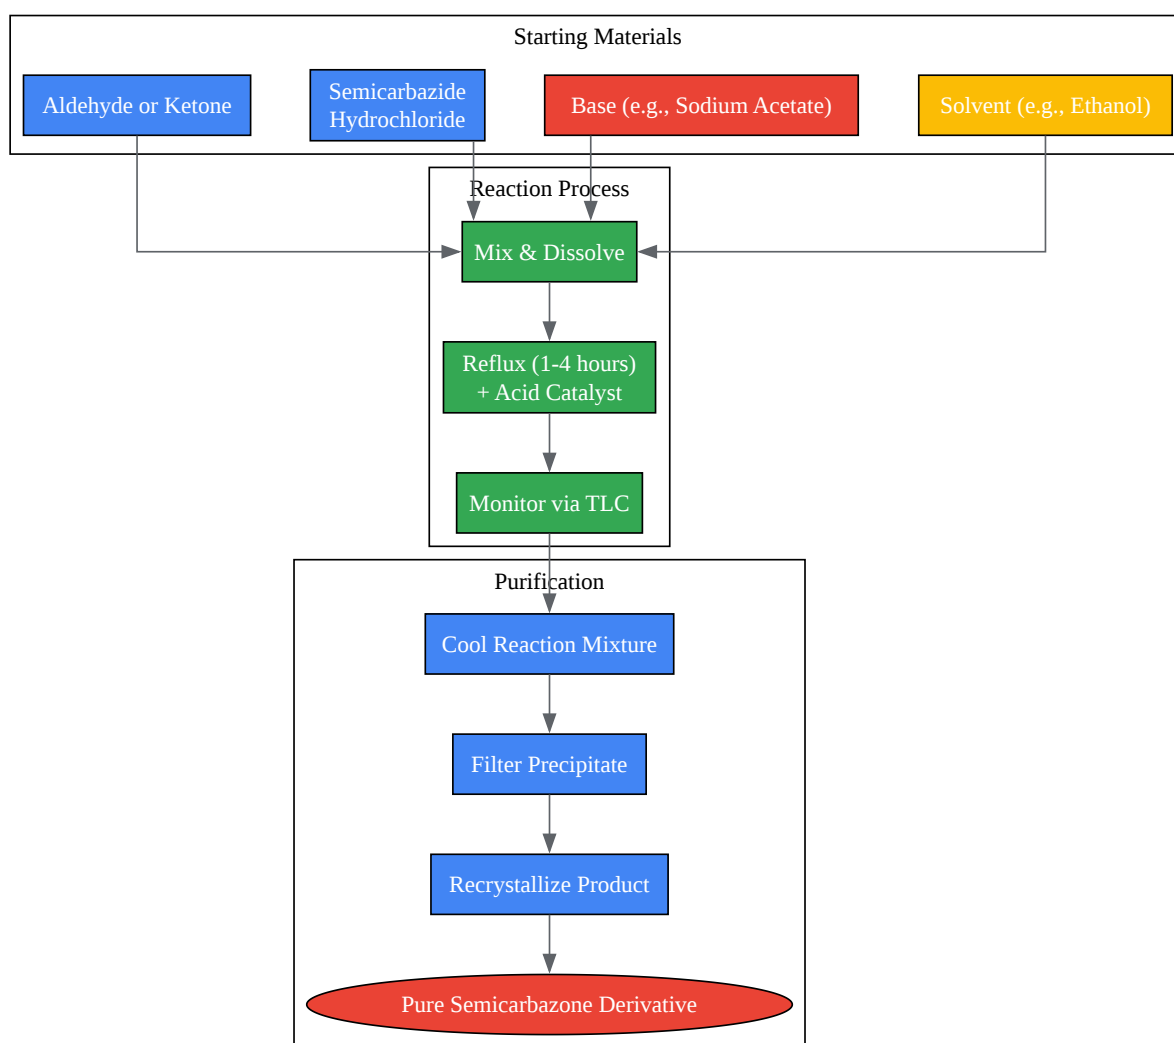 Starting Materials
Aldehyde or Ketone
Semicarbazide
Hydrochloride
Base (e.g., Sodium Acetate)
Solvent (e.g., Ethanol)
Reaction Process
Mix & Dissolve
Reflux (1-4 hours)
+ Acid Catalyst
Monitor via TLC
Purification
Cool Reaction Mixture
Filter Precipitate
Recrystallize Product
Pure Semicarbazone Derivative